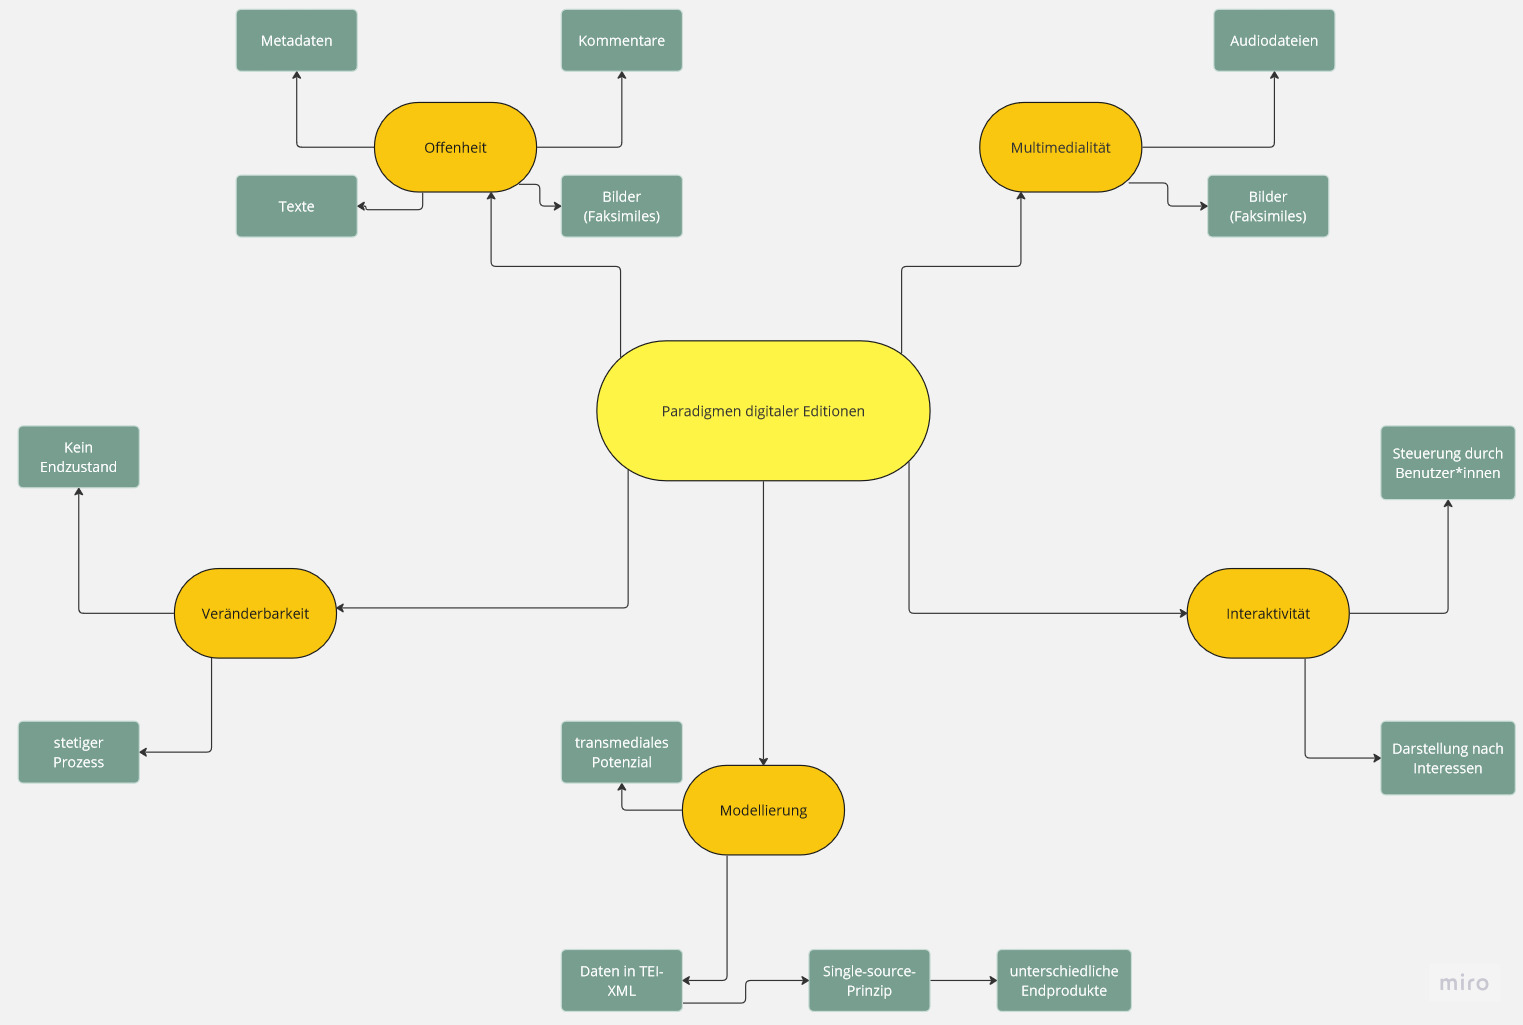 Metadaten
Kommentare
Audiodateien
Offenheit
Multimedialität
Texte
Bilder
(Faksimiles)
Bilder
(Faksimiles)
Paradigmen digitaler Editionen
Kein
Endzustand
Steuerung durch
Benutzer*innen
Veränderbarkeit
Interaktivität
stetiger
Prozess
transmediales
Potenzial
Darstellung nach
Interessen
Modellierung
Daten in TEI-
XML
Single-source-
Prinzip
unterschiedliche
Endprodukte
miro